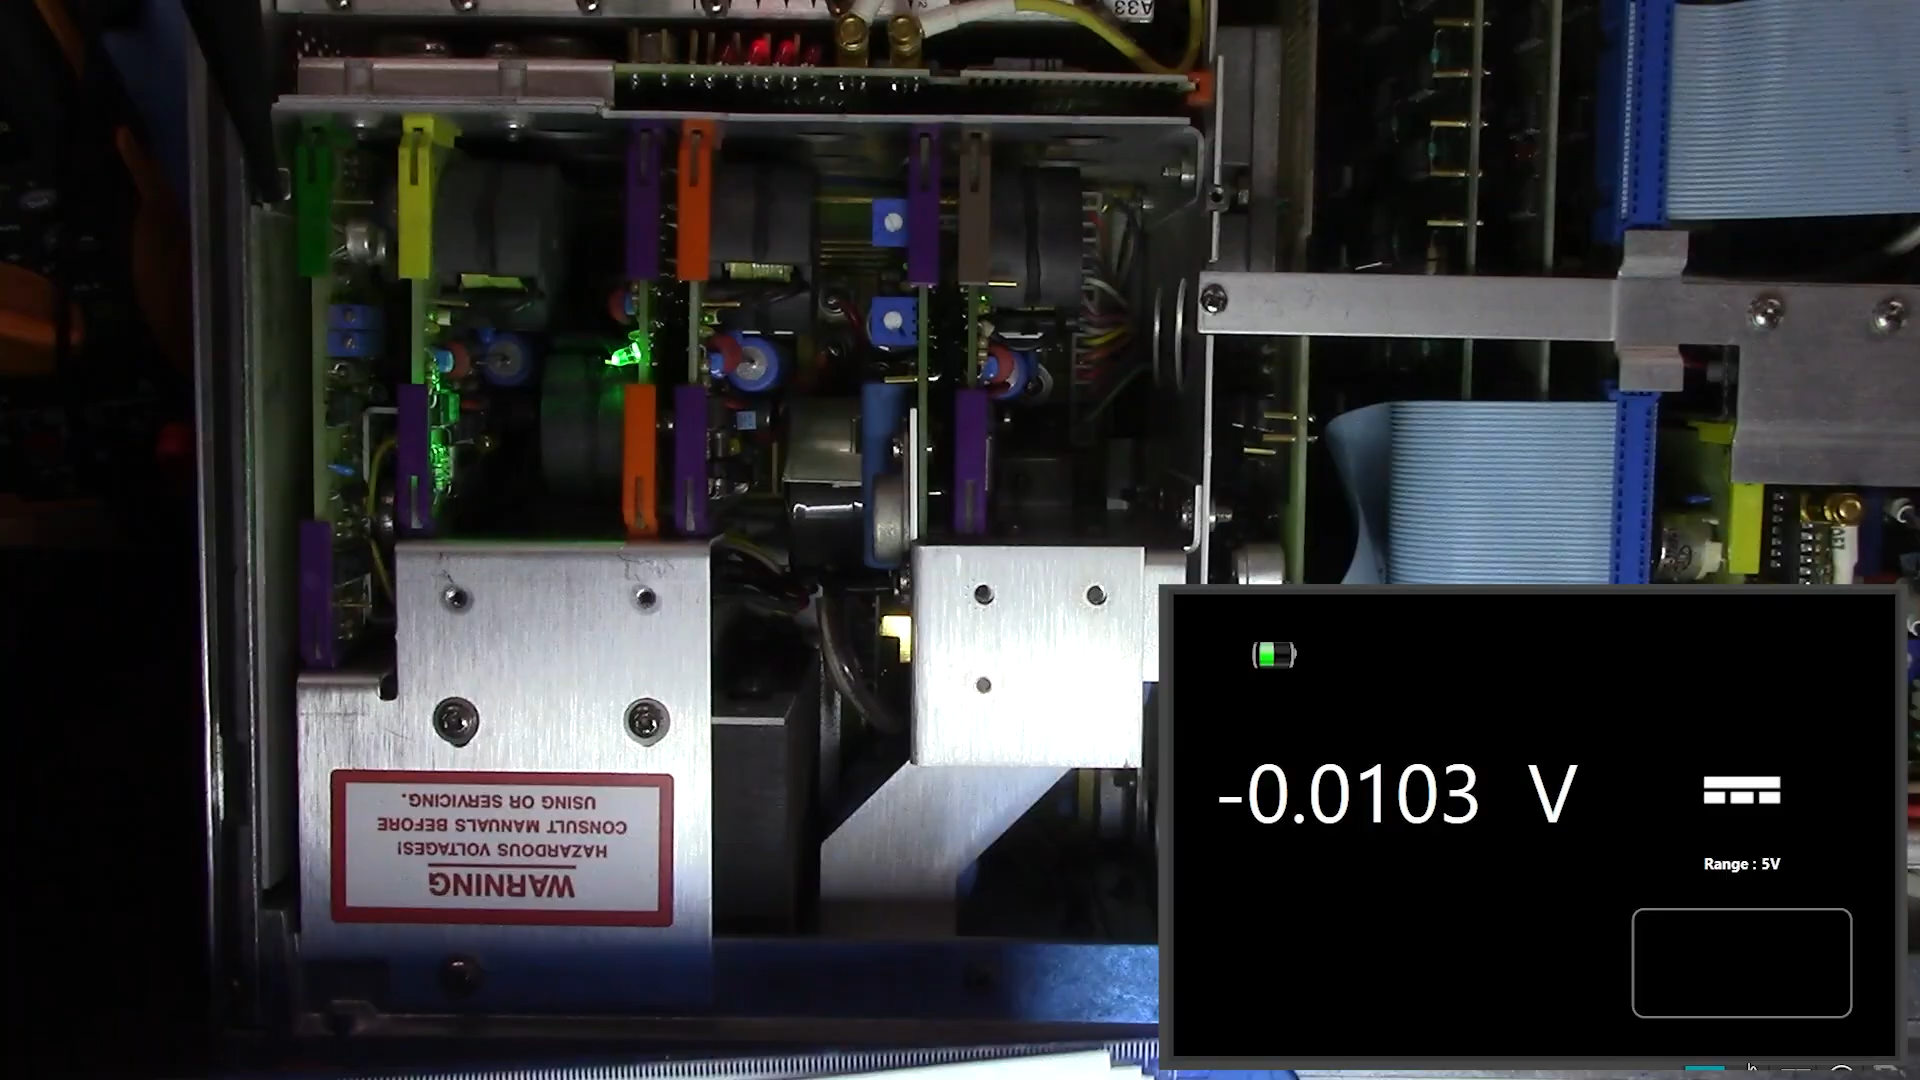 A33
WARNING
HAZARDOUS VOLTAGES!
CONSULT MANUALS BEFORE
USING OR SERVICING.
-0.0103 V
Range : 5V